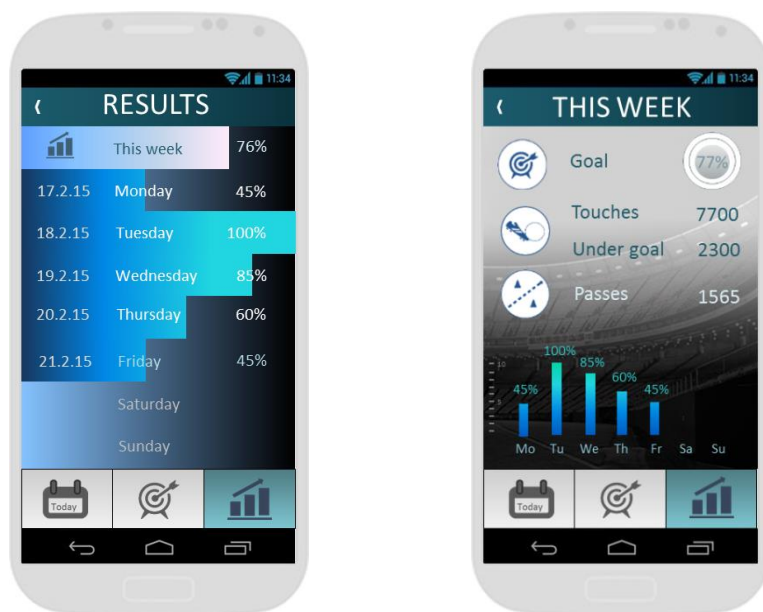 11:34
RESULTS
This week 76%
17.2.15 Monday 45%
18.2.15 Tuesday 100%
19.2.15 Wednesday 85%
20.2.15 Thursday 60%
21.2.15 Friday 45%
Saturday
Sunday
Today
11:34
THIS WEEK
Goal 77%
Touches 7700
Under goal 2300
Passes 1565
100%
85%
60%
45% 45%
10
5
Mo Tu We Th Fr Sa Su
Today